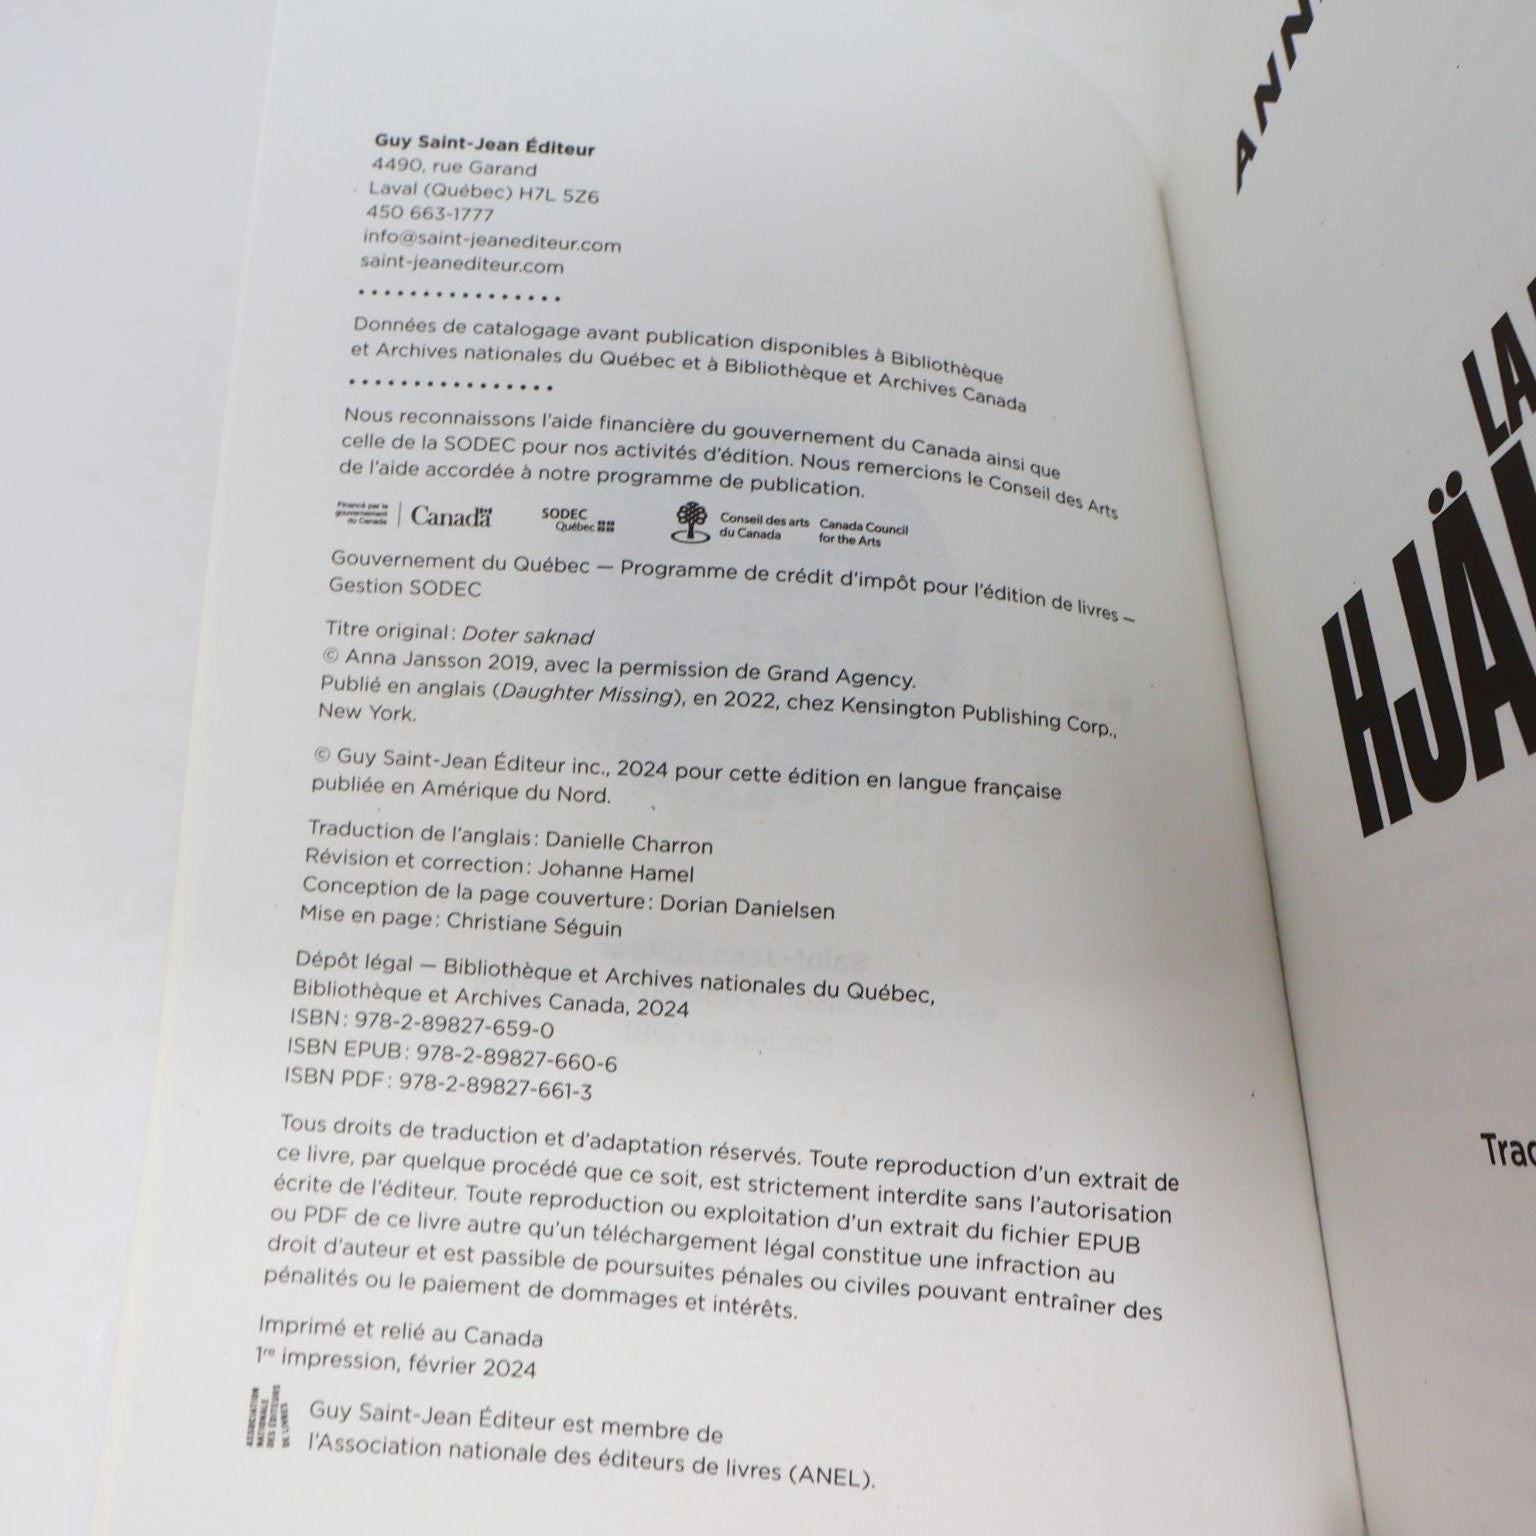 Guy Saint-Jean Éditeur
4490, rue Garand
Laval (Québec) H7L 5Z6
450 663-1777
info@saint-jeanediteur.com
saint-jeanediteur.com
Données de catalogage avant publication disponibles à Bibliothèque
et Archives nationales du Québec et à Bibliothèque et Archives Canada
Nous reconnaissons l'aide financière du gouvernement du Canada ainsi que
celle de la SODEC pour nos activités d'édition. Nous remercions le Conseil des Arts
de l'aide accordée à notre programme de publication.
Financé par le
gouvernement
du Canada
Canada
SODEC
Québec
Conseil des arts
du Canada
Canada Council
for the Arts
Gouvernement du Québec — Programme de crédit d'impôt pour l'édition de livres —
Gestion SODEC
Titre original : Doter saknad
© Anna Jansson 2019, avec la permission de Grand Agency.
Publié en anglais (Daughter Missing), en 2022, chez Kensington Publishing Corp.,
New York.
© Guy Saint-Jean Éditeur inc., 2024 pour cette édition en langue française
publiée en Amérique du Nord.
Traduction de l'anglais : Danielle Charron
Révision et correction : Johanne Hamel
Conception de la page couverture : Dorian Danielsen
Mise en page : Christiane Séguin
Dépôt légal — Bibliothèque et Archives nationales du Québec,
Bibliothèque et Archives Canada, 2024
ISBN : 978-2-89827-659-0
ISBN EPUB : 978-2-89827-660-6
ISBN PDF : 978-2-89827-661-3
Tous droits de traduction et d'adaptation réservés. Toute reproduction d'un extrait de
ce livre, par quelque procédé que ce soit, est strictement interdite sans l'autorisation
écrite de l'éditeur. Toute reproduction ou exploitation d'un extrait du fichier EPUB
ou PDF de ce livre autre qu'un téléchargement légal constitue une infraction au
droit d'auteur et est passible de poursuites pénales ou civiles pouvant entraîner des
pénalités ou le paiement de dommages et intérêts.
Imprimé et relié au Canada
1re impression, février 2024
ASSOCIATION
NATIONALE
DES ÉDITEURS
DE LIVRES
Guy Saint-Jean Éditeur est membre de
l'Association nationale des éditeurs de livres (ANEL).
ANN
LA
HJÄ
Trad